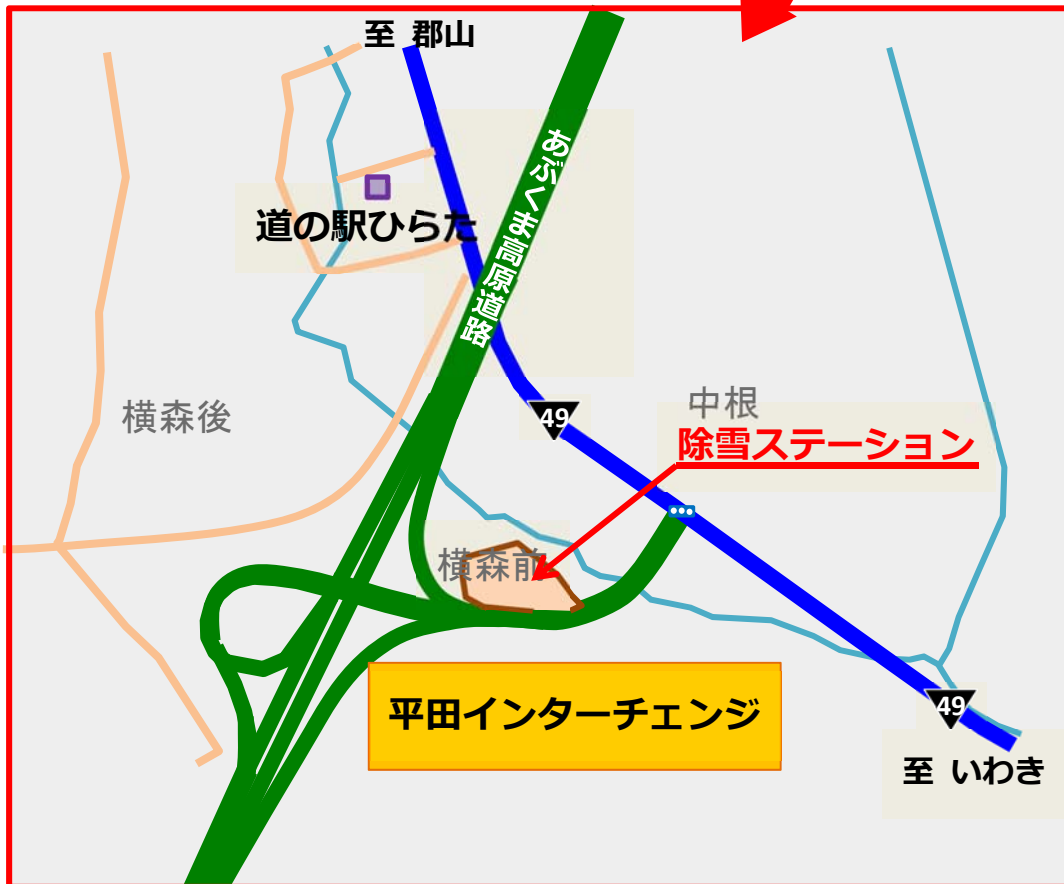 至 郡山
あぶくま高原道路
道の駅ひらた
横森後
49
中根
除雪ステーション
横森前
平田インターチェンジ
49
至 いわき